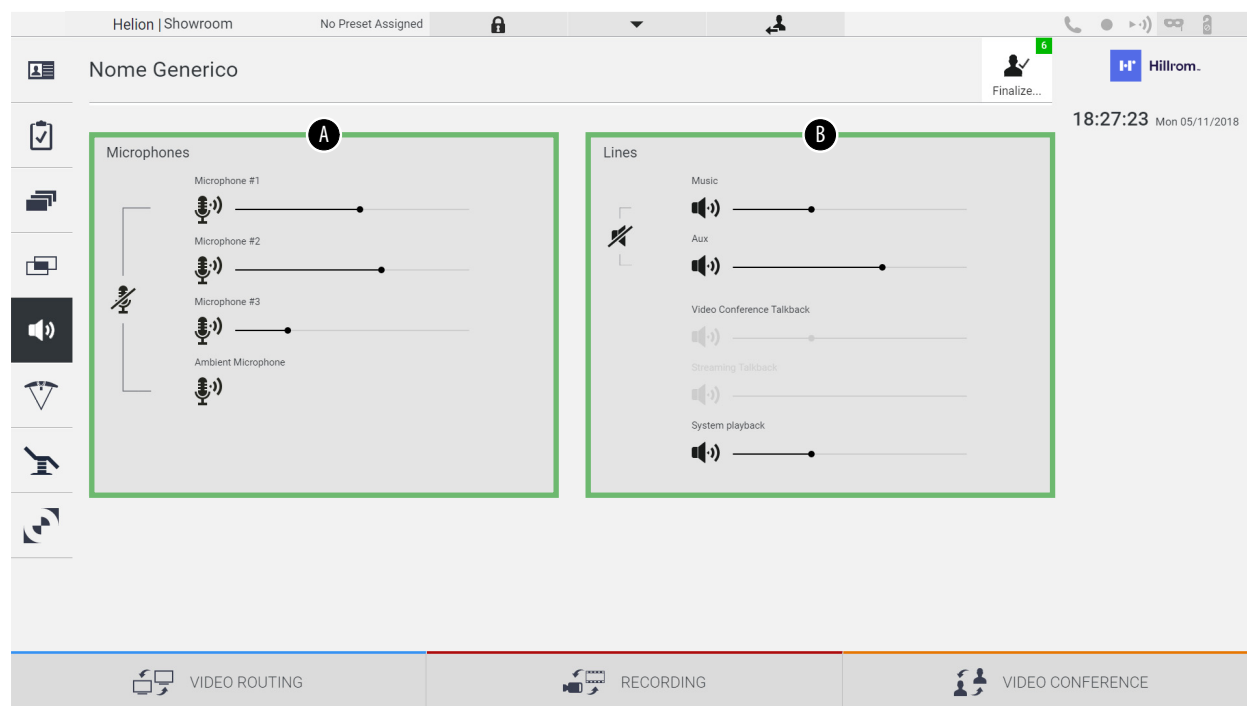 Helion | Showroom
No Preset Assigned
Nome Generico
6
Finalize...
Hillrom
18:27:23 Mon 05/11/2018
A
Microphones
Microphone #1
Microphone #2
Microphone #3
Ambient Microphone
B
Lines
Music
Aux
Video Conference Talkback
Streaming Talkback
System playback
VIDEO ROUTING
RECORDING
VIDEO CONFERENCE